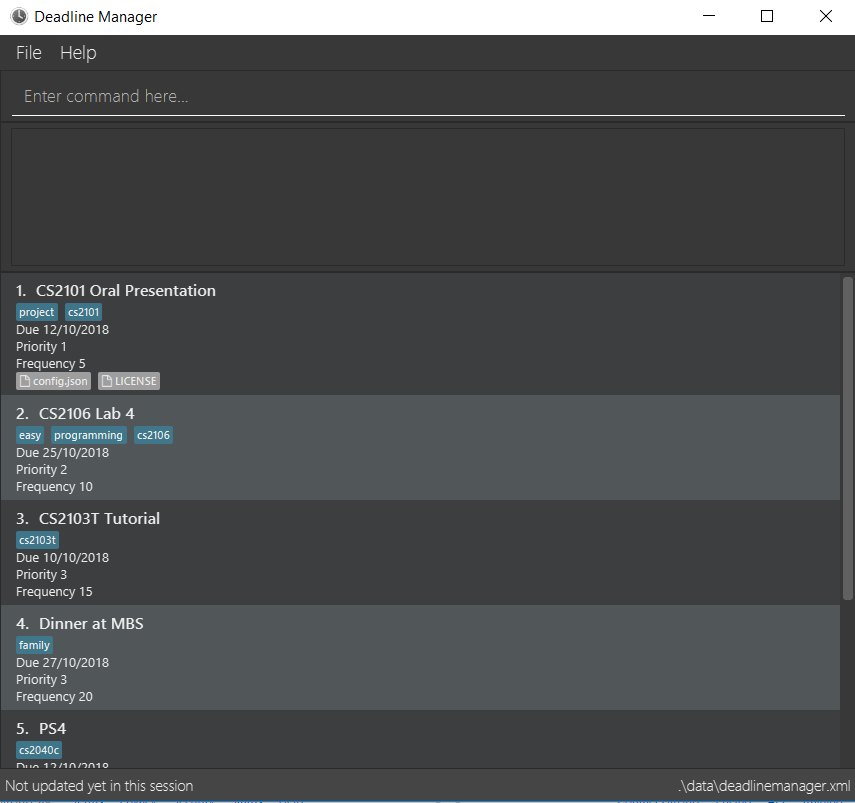 Deadline Manager
File Help
Enter command here...
1. CS2101 Oral Presentation
project cs2101
Due 12/10/2018
Priority 1
Frequency 5
config.json LICENSE
2. CS2106 Lab 4
easy programming cs2106
Due 25/10/2018
Priority 2
Frequency 10
3. CS2103T Tutorial
cs2103t
Due 10/10/2018
Priority 3
Frequency 15
4. Dinner at MBS
family
Due 27/10/2018
Priority 3
Frequency 20
5. PS4
cs2040c
Due 12/10/2018
Not updated yet in this session .\data\deadlinemanager.xml